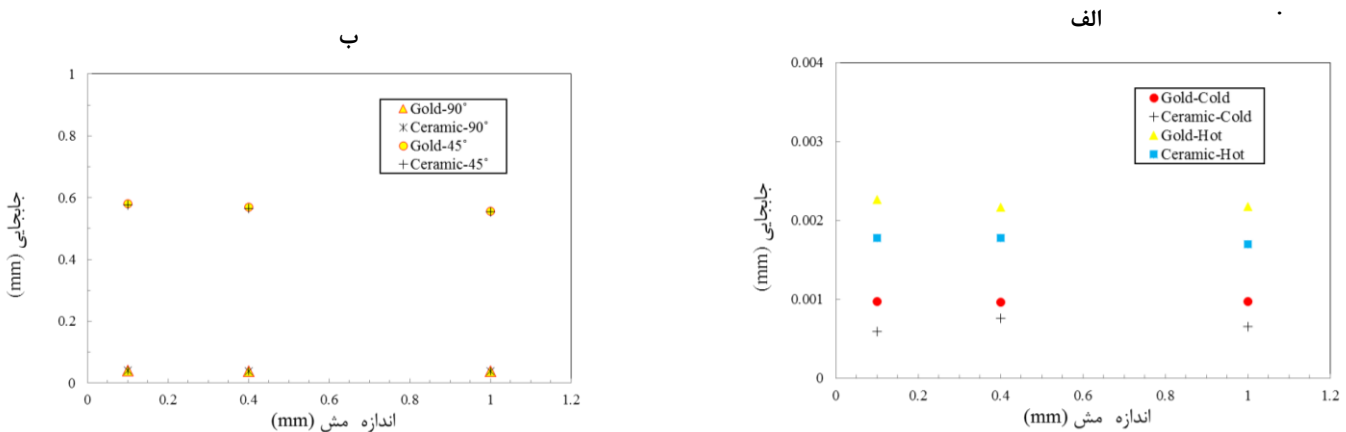 ب
1
0.8
0.6
0.4
0.2
0
0 0.2 0.4 0.6 0.8 1 1.2
Gold-90˚
Ceramic-90˚
Gold-45˚
Ceramic-45˚
جابجایی (mm)
اندازه مش (mm)
الف
0.004
0.003
0.002
0.001
0
0 0.2 0.4 0.6 0.8 1 1.2
Gold-Cold
Ceramic-Cold
Gold-Hot
Ceramic-Hot
جابجایی (mm)
اندازه مش (mm)